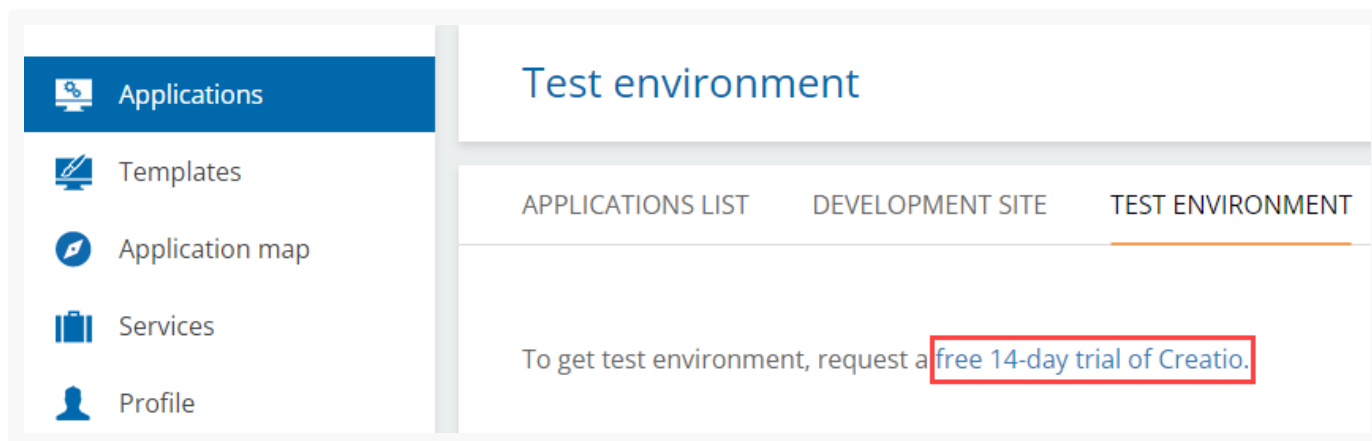 Applications
Templates
Application map
Services
Profile
Test environment
APPLICATIONS LIST DEVELOPMENT SITE TEST ENVIRONMENT
To get test environment, request a free 14-day trial of Creatio.